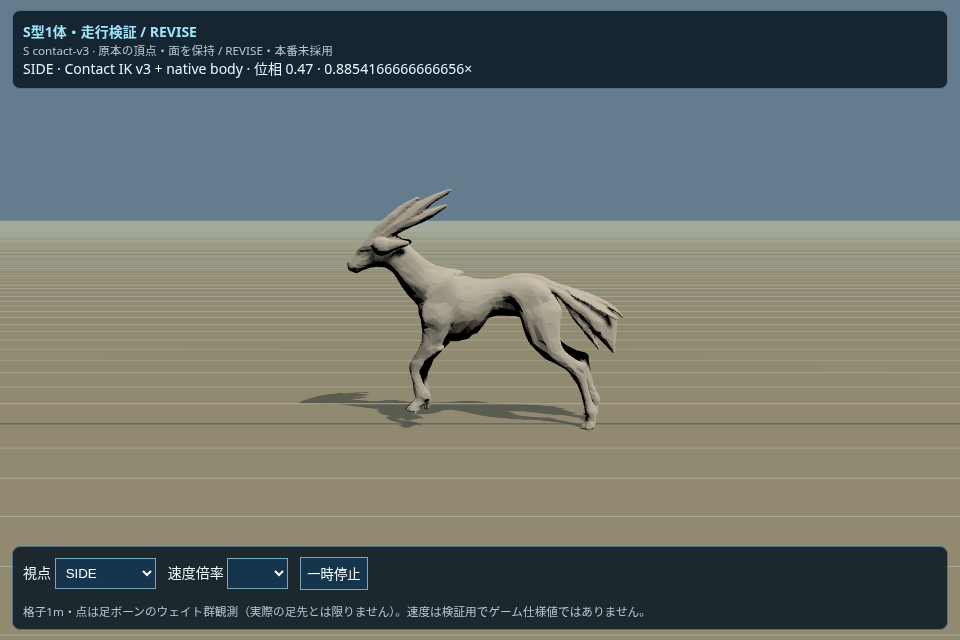 S型1体・走行検証 / REVISE
S contact-v3 · 原本の頂点・面を保持 / REVISE・本番未採用
SIDE · Contact IK v3 + native body · 位相 0.47 · 0.8854166666666656×
視点 SIDE 速度倍率 一時停止
格子1m・点は足ボーンのウェイト群観測（実際の足先とは限りません）。速度は検証用でゲーム仕様値ではありません。